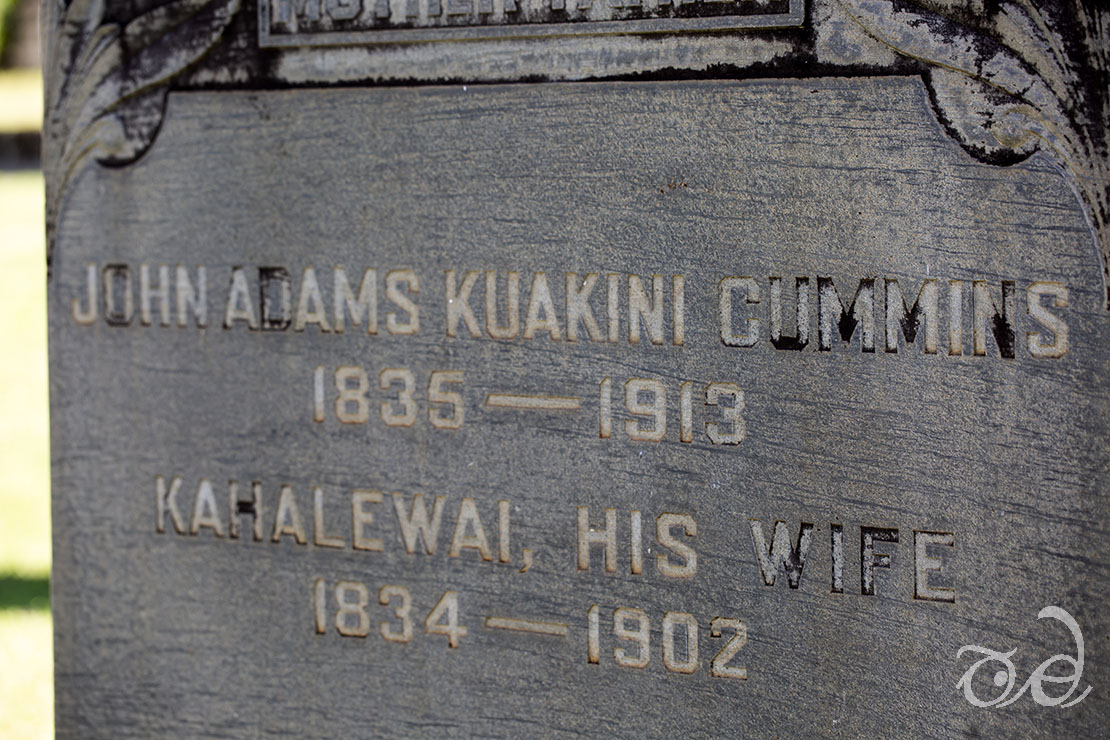 JOHN ADAMS KUAKINI CUMMINS
1835 — 1913
KAHALEWAI, HIS WIFE
1834 — 1902